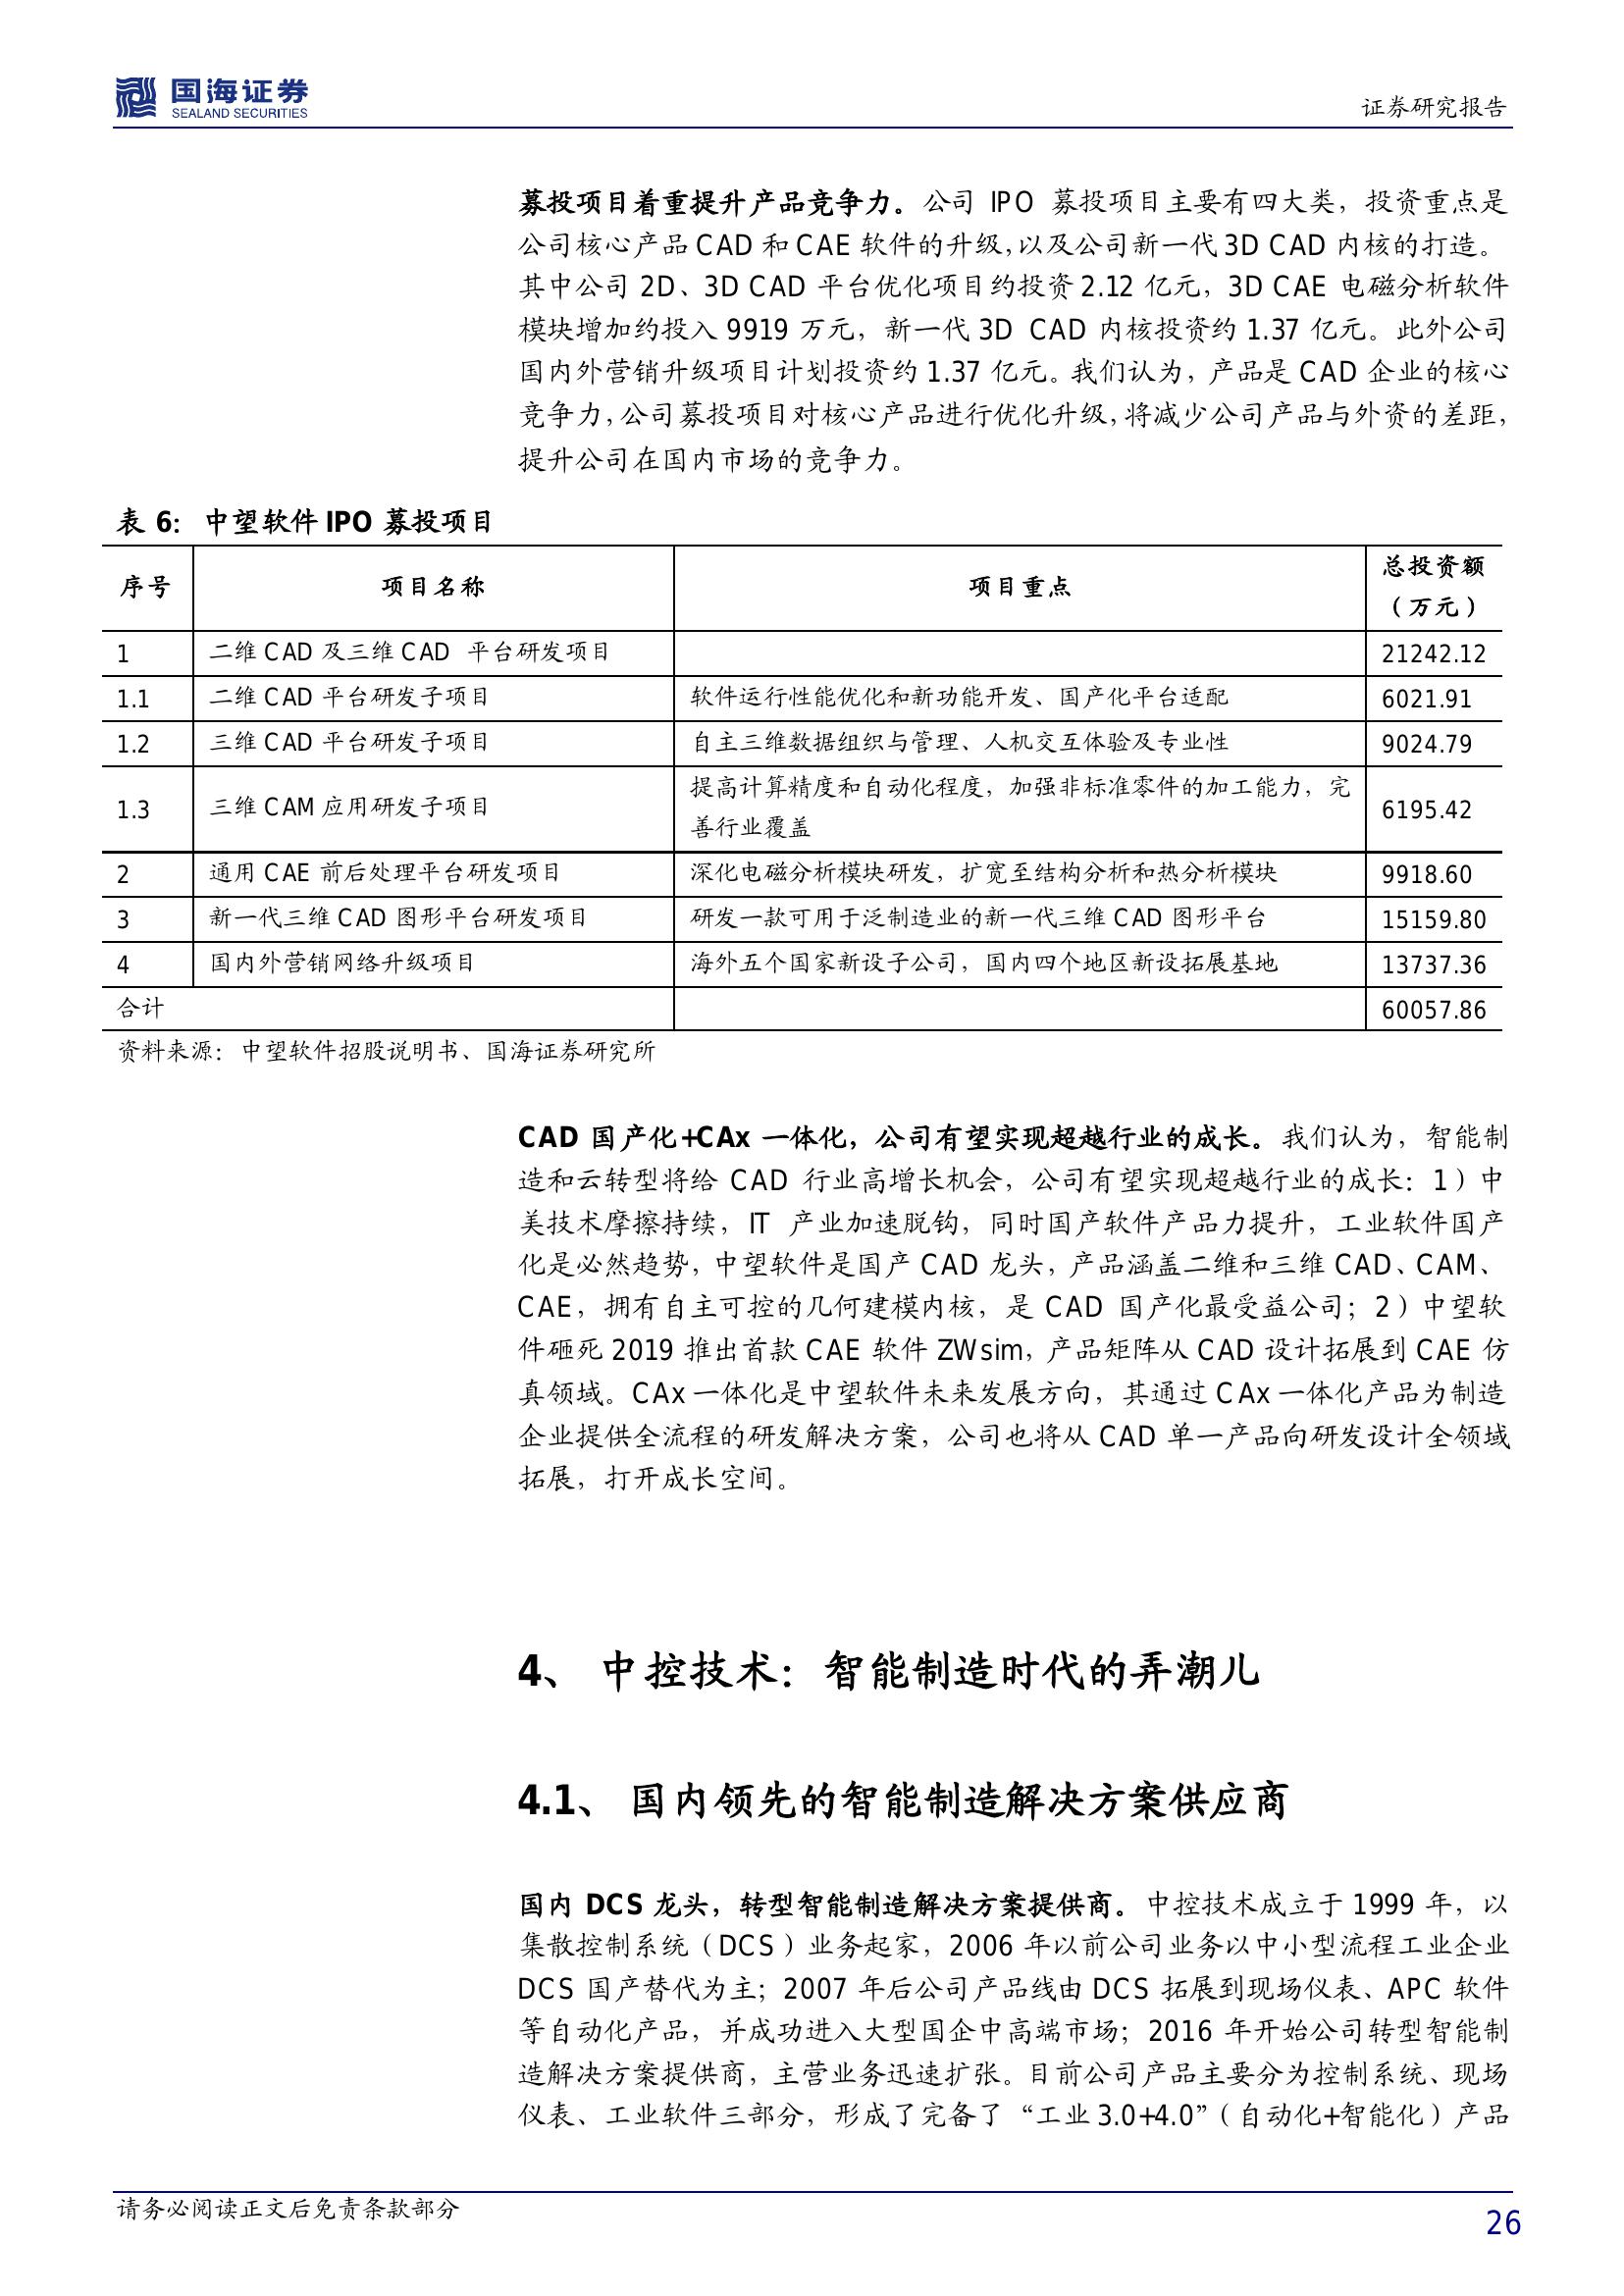 国海证券
SEALAND SECURITIES
证券研究报告
募投项目着重提升产品竞争力。公司 IPO 募投项目主要有四大类，投资重点是
公司核心产品 CAD 和 CAE 软件的升级，以及公司新一代 3D CAD 内核的打造。
其中公司 2D、3D CAD 平台优化项目约投资 2.12 亿元，3D CAE 电磁分析软件
模块增加约投入 9919 万元，新一代 3D CAD 内核投资约 1.37 亿元。此外公司
国内外营销升级项目计划投资约 1.37 亿元。我们认为，产品是 CAD 企业的核心
竞争力，公司募投项目对核心产品进行优化升级，将减少公司产品与外资的差距，
提升公司在国内市场的竞争力。
表 6： 中望软件 IPO 募投项目
序号 项目名称 项目重点 总投资额
（万元）
1 二维 CAD 及三维 CAD 平台研发项目 21242.12
1.1 二维 CAD 平台研发子项目 软件运行性能优化和新功能开发、国产化平台适配 6021.91
1.2 三维 CAD 平台研发子项目 自主三维数据组织与管理、人机交互体验及专业性 9024.79
1.3 三维 CAM 应用研发子项目 提高计算精度和自动化程度，加强非标准零件的加工能力，完 6195.42
善行业覆盖
2 通用 CAE 前后处理平台研发项目 深化电磁分析模块研发，扩宽至结构分析和热分析模块 9918.60
3 新一代三维 CAD 图形平台研发项目 研发一款可用于泛制造业的新一代三维 CAD 图形平台 15159.80
4 国内外营销网络升级项目 海外五个国家新设子公司，国内四个地区新设拓展基地 13737.36
合计 60057.86
资料来源：中望软件招股说明书、国海证券研究所
CAD 国产化+CAx 一体化，公司有望实现超越行业的成长。我们认为，智能制
造和云转型将给 CAD 行业高增长机会，公司有望实现超越行业的成长：1）中
美技术摩擦持续，IT 产业加速脱钩，同时国产软件产品力提升，工业软件国产
化是必然趋势，中望软件是国产 CAD 龙头，产品涵盖二维和三维 CAD、CAM、
CAE，拥有自主可控的几何建模内核，是 CAD 国产化最受益公司；2）中望软
件砸死 2019 推出首款 CAE 软件 ZWsim，产品矩阵从 CAD 设计拓展到 CAE 仿
真领域。CAx 一体化是中望软件未来发展方向，其通过 CAx 一体化产品为制造
企业提供全流程的研发解决方案，公司也将从 CAD 单一产品向研发设计全领域
拓展，打开成长空间。
4、 中控技术：智能制造时代的弄潮儿
4.1、 国内领先的智能制造解决方案供应商
国内 DCS 龙头，转型智能制造解决方案提供商。中控技术成立于 1999 年，以
集散控制系统（DCS）业务起家，2006 年以前公司业务以中小型流程工业企业
DCS 国产替代为主；2007 年后公司产品线由 DCS 拓展到现场仪表、APC 软件
等自动化产品，并成功进入大型国企中高端市场；2016 年开始公司转型智能制
造解决方案提供商，主营业务迅速扩张。目前公司产品主要分为控制系统、现场
仪表、工业软件三部分，形成了完备了“工业 3.0+4.0”（自动化+智能化）产品
请务必阅读正文后免责条款部分
26